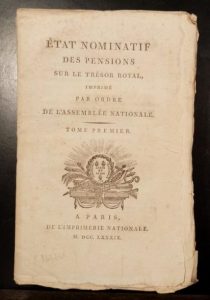 ÉTAT NOMINATIF
DES PENSIONS
SUR LE TRÉSOR ROYAL,
IMPRIMÉ
PAR ORDRE
DE L'ASSEMBLÉE NATIONALE.
TOME PREMIER.
A PARIS,
DE L'IMPRIMERIE NATIONALE.
M. DCC. LXXXIX.